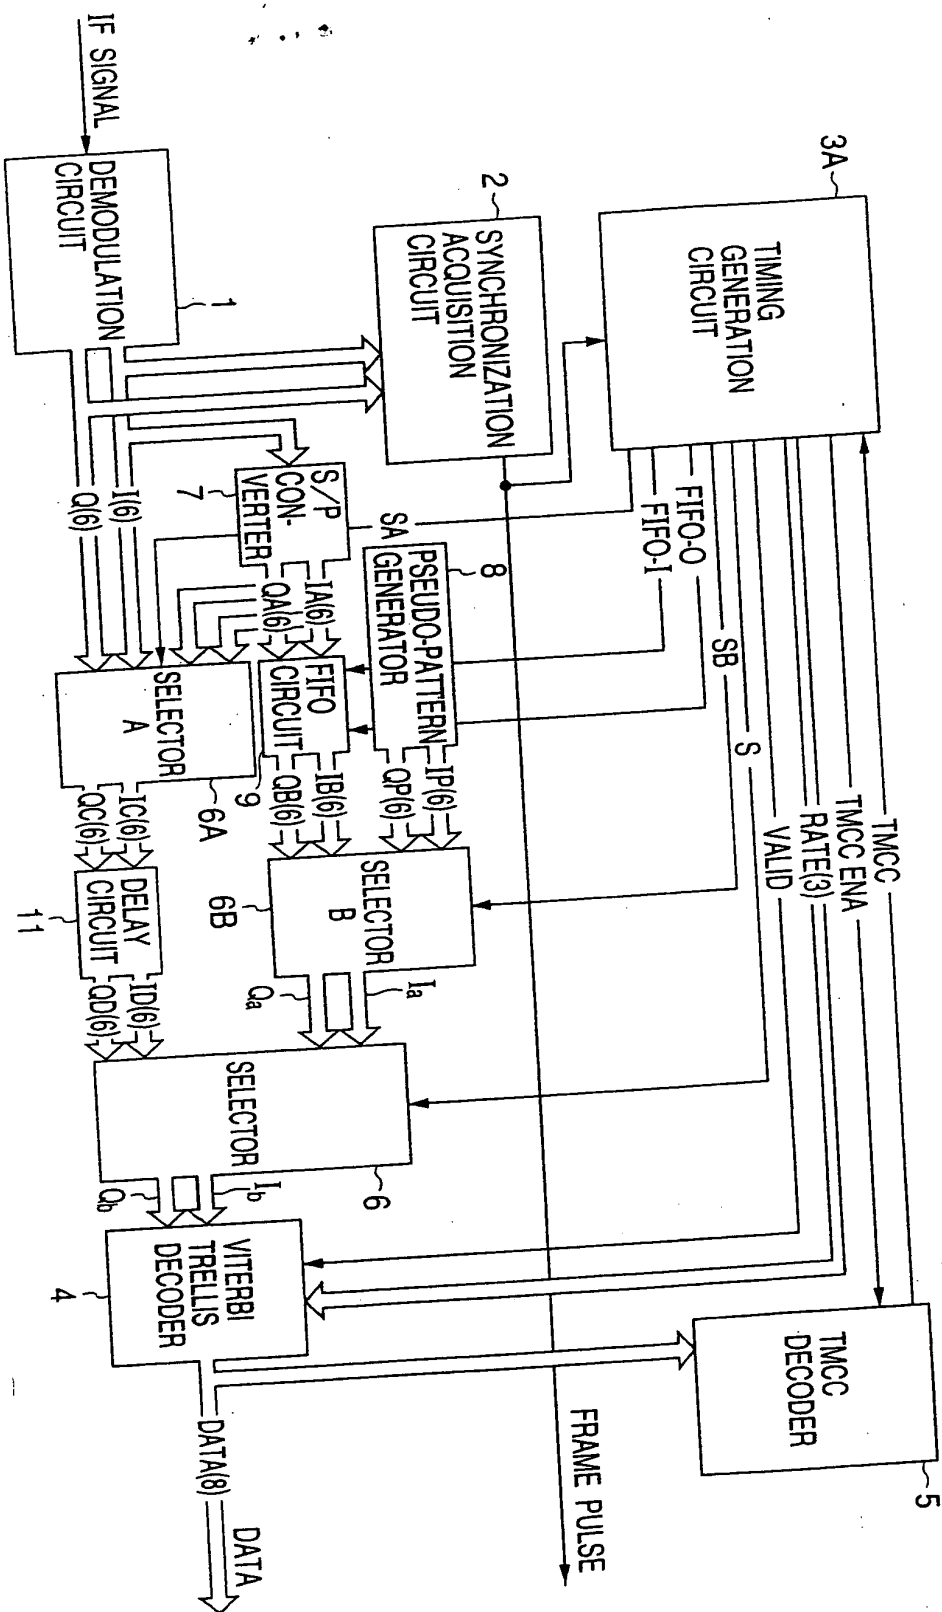 IF SIGNAL
DEMODULATION
CIRCUIT
1
SYNCHRONIZATION
ACQUISITION
CIRCUIT
2
TIMING
GENERATION
CIRCUIT
3A
I(6)
Q(6)
S/P
CON-
VERTER
7
SA
FIFO-I
FIFO-O
SB
S
VALID
RATE(3)
TMCC ENA
TMCC
PSEUDO-PATTERN
GENERATOR
8
IA(6)
QA(6)
FIFO
CIRCUIT
9
IP(6)
QP(6)
IB(6)
QB(6)
SELECTOR
A
6A
IC(6)
QC(6)
DELAY
CIRCUIT
11
ID(6)
QD(6)
SELECTOR
B
6B
Ia
Qa
SELECTOR
6
Ib
Qb
VITERBI
TRELLIS
DECODER
4
TMCC
DECODER
5
FRAME PULSE
DATA(8)
DATA